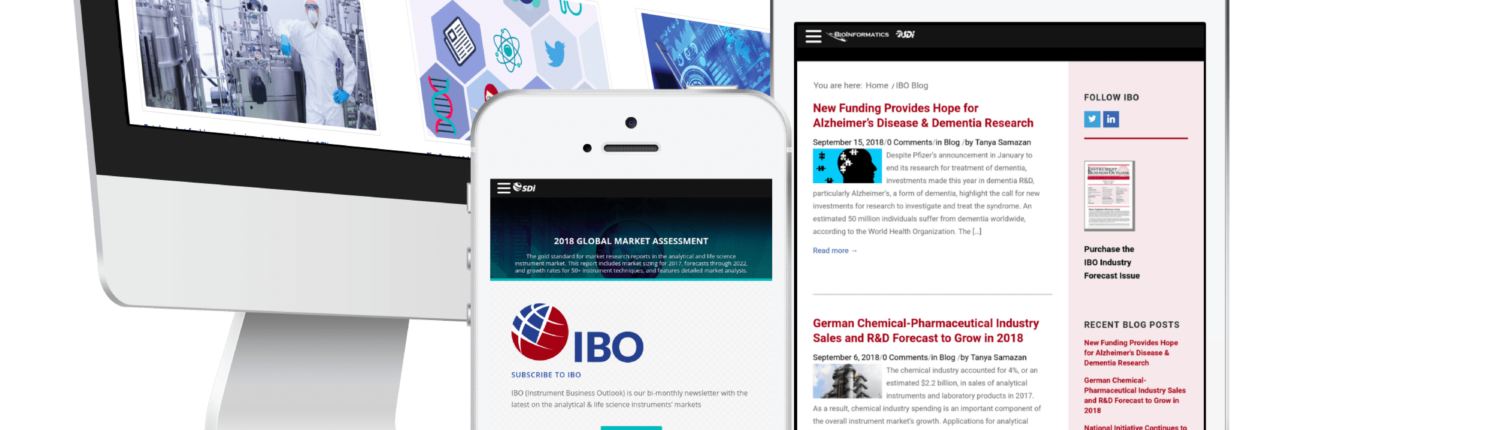 SDi
2018 GLOBAL MARKET ASSESSMENT
The gold standard for market research reports in the analytical and life science
instrument market. This report includes market sizing for 2017, forecasts through 2022,
and growth rates for 50+ instrument techniques, and features detailed market analysis.
IBO
SUBSCRIBE TO IBO
IBO (Instrument Business Outlook) is our bi-monthly newsletter with the
latest on the analytical & life science instruments' markets
BIOINFORMATICS SDi
You are here: Home / IBO Blog
New Funding Provides Hope for
Alzheimer's Disease & Dementia Research
September 15, 2018/0 Comments/in Blog /by Tanya Samazan
Despite Pfizer's announcement in January to
end its research for treatment of dementia,
investments made this year in dementia R&D,
particularly Alzheimer's, a form of dementia, highlight the call for new
investments for research to investigate and treat the syndrome. An
estimated 50 million individuals suffer from dementia worldwide,
according to the World Health Organization. The [...]
Read more →
German Chemical-Pharmaceutical Industry
Sales and R&D Forecast to Grow in 2018
September 6, 2018/0 Comments/in Blog /by Tanya Samazan
The chemical industry accounted for 4%, or an
estimated $2.2 billion, in sales of analytical
instruments and laboratory products in 2017.
As a result, chemical industry spending is an important component of
the overall instrument market's growth. Applications for analytical
FOLLOW IBO
INSTRUMENT
BUSINESS OUTLOOK
Purchase the
IBO Industry
Forecast Issue
RECENT BLOG POSTS
New Funding Provides Hope
for Alzheimer's Disease &
Dementia Research
German Chemical-
Pharmaceutical Industry Sales
and R&D Forecast to Grow in
2018
National Initiative Continues to